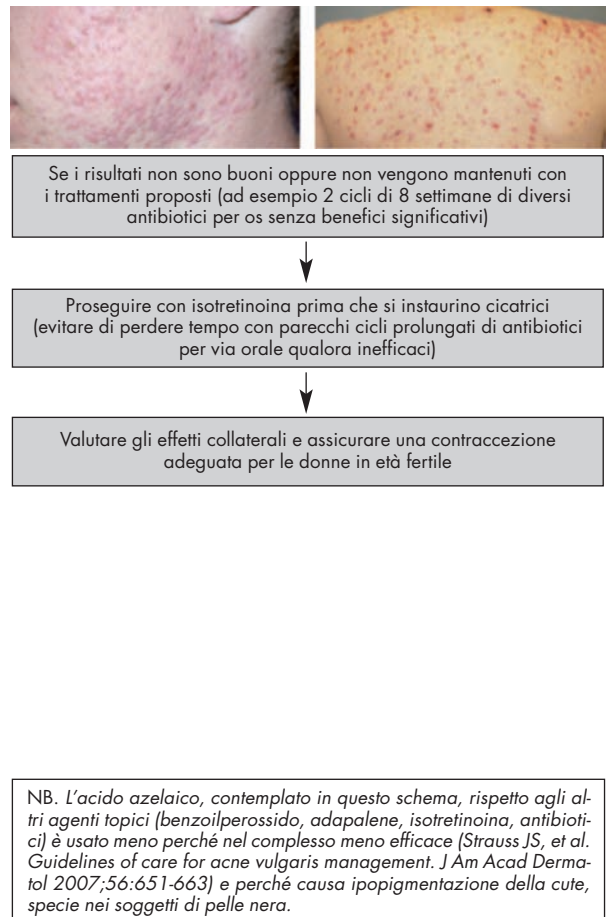 Se i risultati non sono buoni oppure non vengono mantenuti con
i trattamenti proposti (ad esempio 2 cicli di 8 settimane di diversi
antibiotici per os senza benefici significativi)
Proseguire con isotretinoina prima che si instaurino cicatrici
(evitare di perdere tempo con parecchi cicli prolungati di antibiotici
per via orale qualora inefficaci)
Valutare gli effetti collaterali e assicurare una contraccezione
adeguata per le donne in età fertile
NB. L'acido azelaico, contemplato in questo schema, rispetto agli al-
tri agenti topici (benzoilperossido, adapalene, isotretinoina, antibioti-
ci) è usato meno perché nel complesso meno efficace (Strauss JS, et al.
Guidelines of care for acne vulgaris management. J Am Acad Derma-
tol 2007;56:651-663) e perché causa ipopigmentazione della cute,
specie nei soggetti di pelle nera.